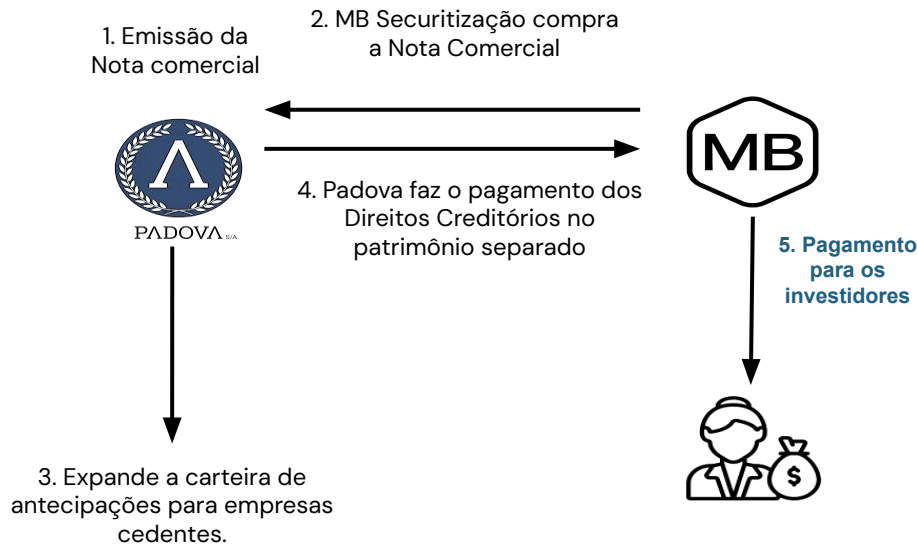 1. Emissão da
Nota comercial
2. MB Securitização compra
a Nota Comercial
Λ
PΛDOVΛ S/A
MB
4. Padova faz o pagamento dos
Direitos Creditórios no
patrimônio separado
5. Pagamento
para os
investidores
3. Expande a carteira de
antecipações para empresas
cedentes.
$